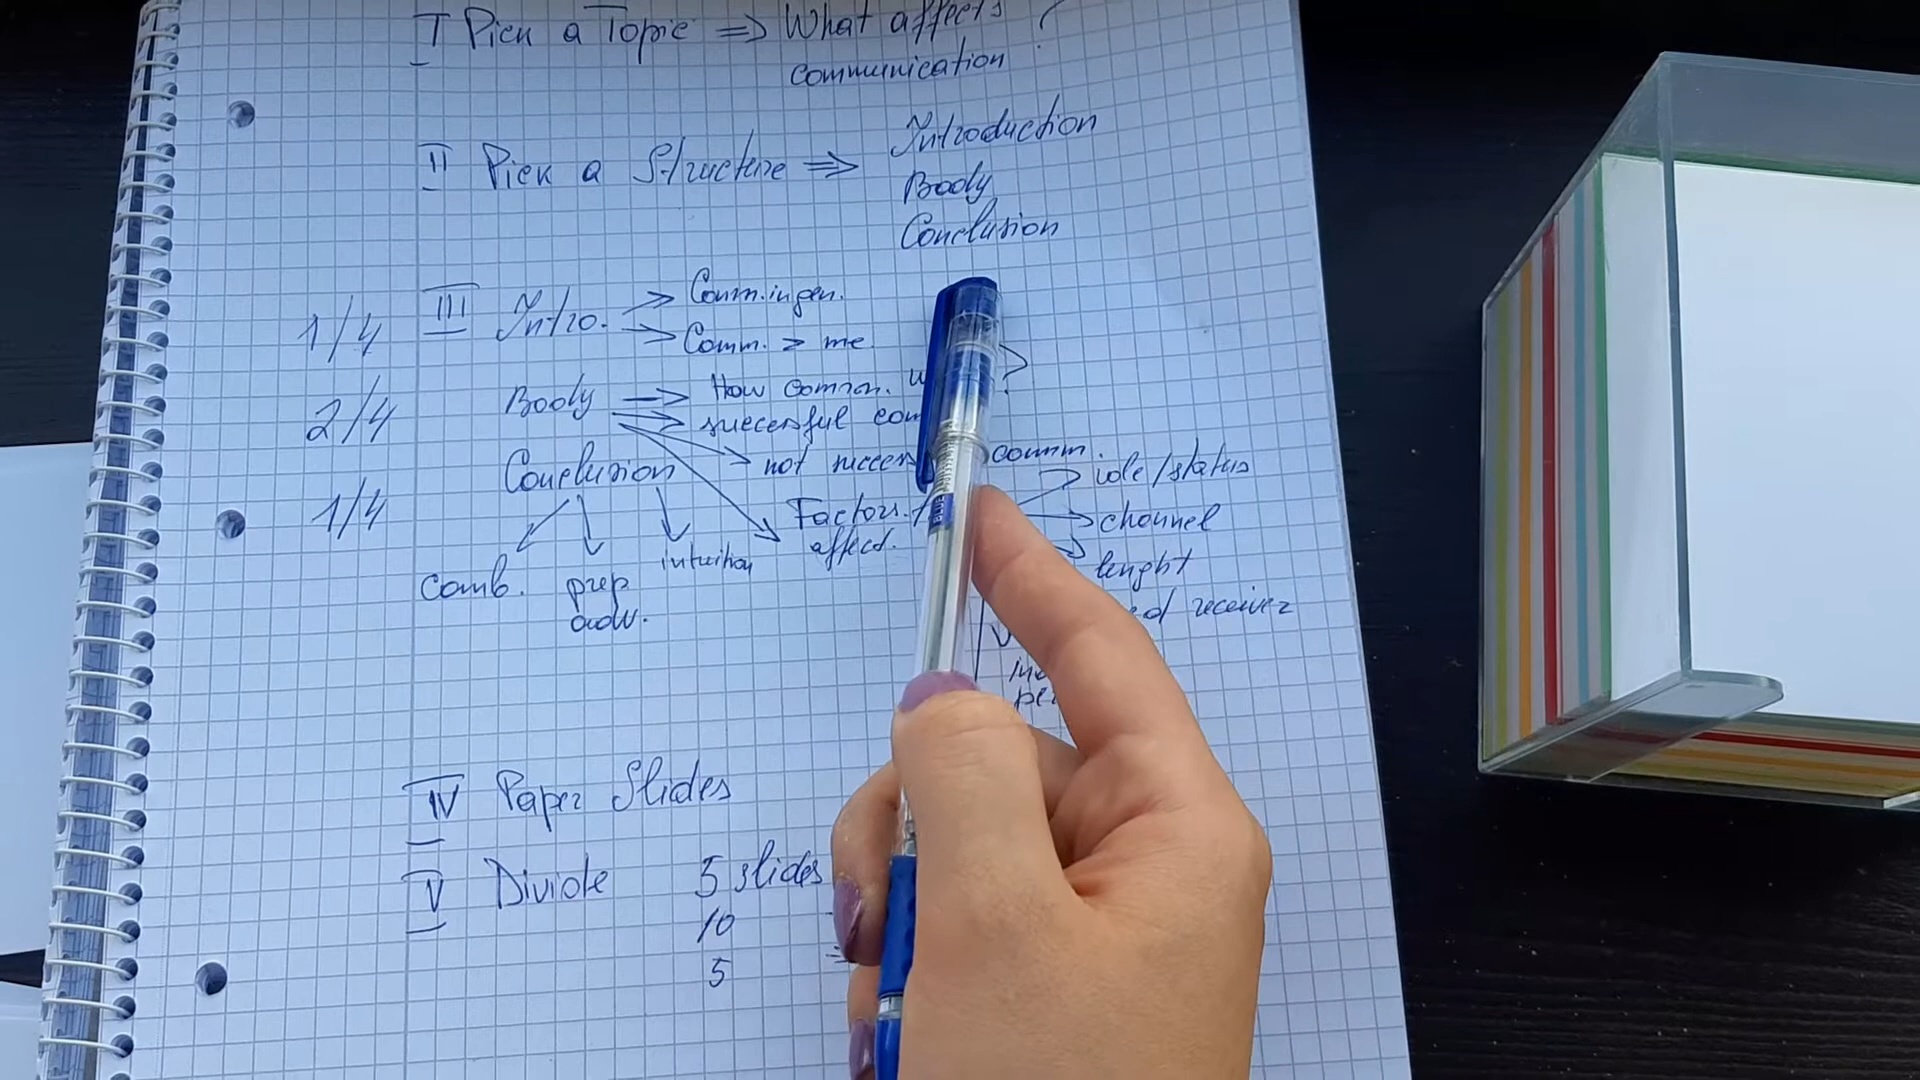 I Pick a Topic ⇒ What affects ?
communication
II Pick a Structure ⇒ Introduction
Body
Conclusion
1/4 III Intro. ⇒ Comm. in gen.
⇒ Comm. > me
2/4 Body ⇒ How comm. ?
⇒ successful
not comm.
Conclusion
1/4 Factors.
affect.
role/status
channel
lenght
receiver
comb. prep intuition
adv.
IV Paper Slides
V Divide 5 slides
10
5